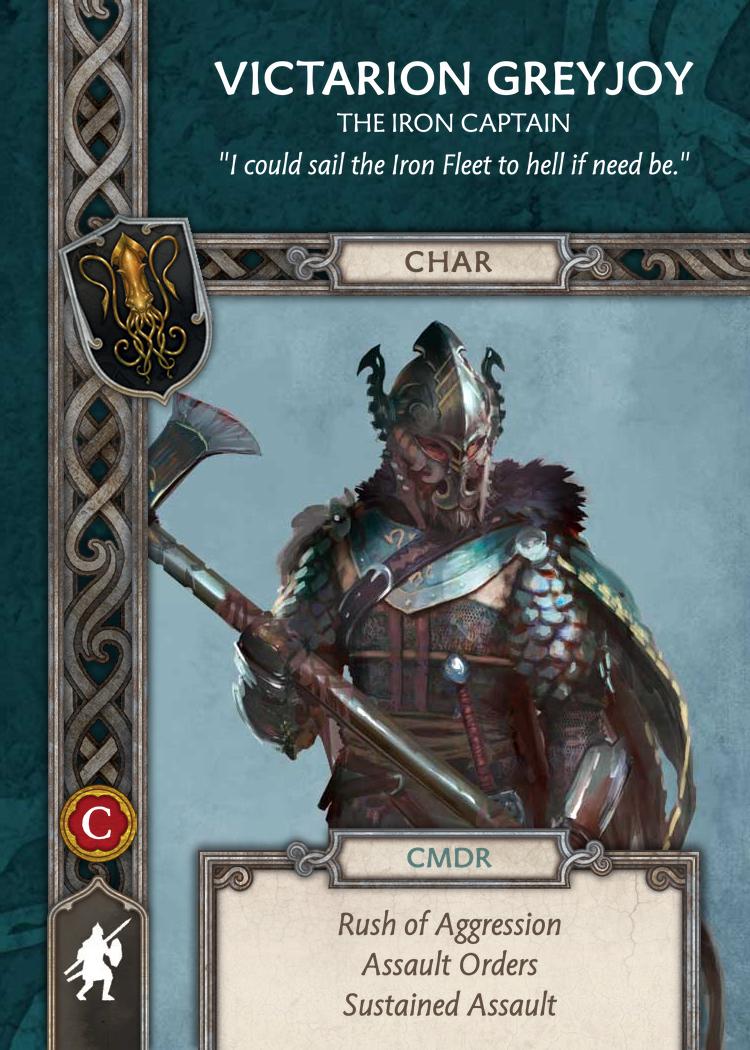 VICTARION GREYJOY
THE IRON CAPTAIN
"I could sail the Iron Fleet to hell if need be."
CHAR
C
CMDR
Rush of Aggression
Assault Orders
Sustained Assault